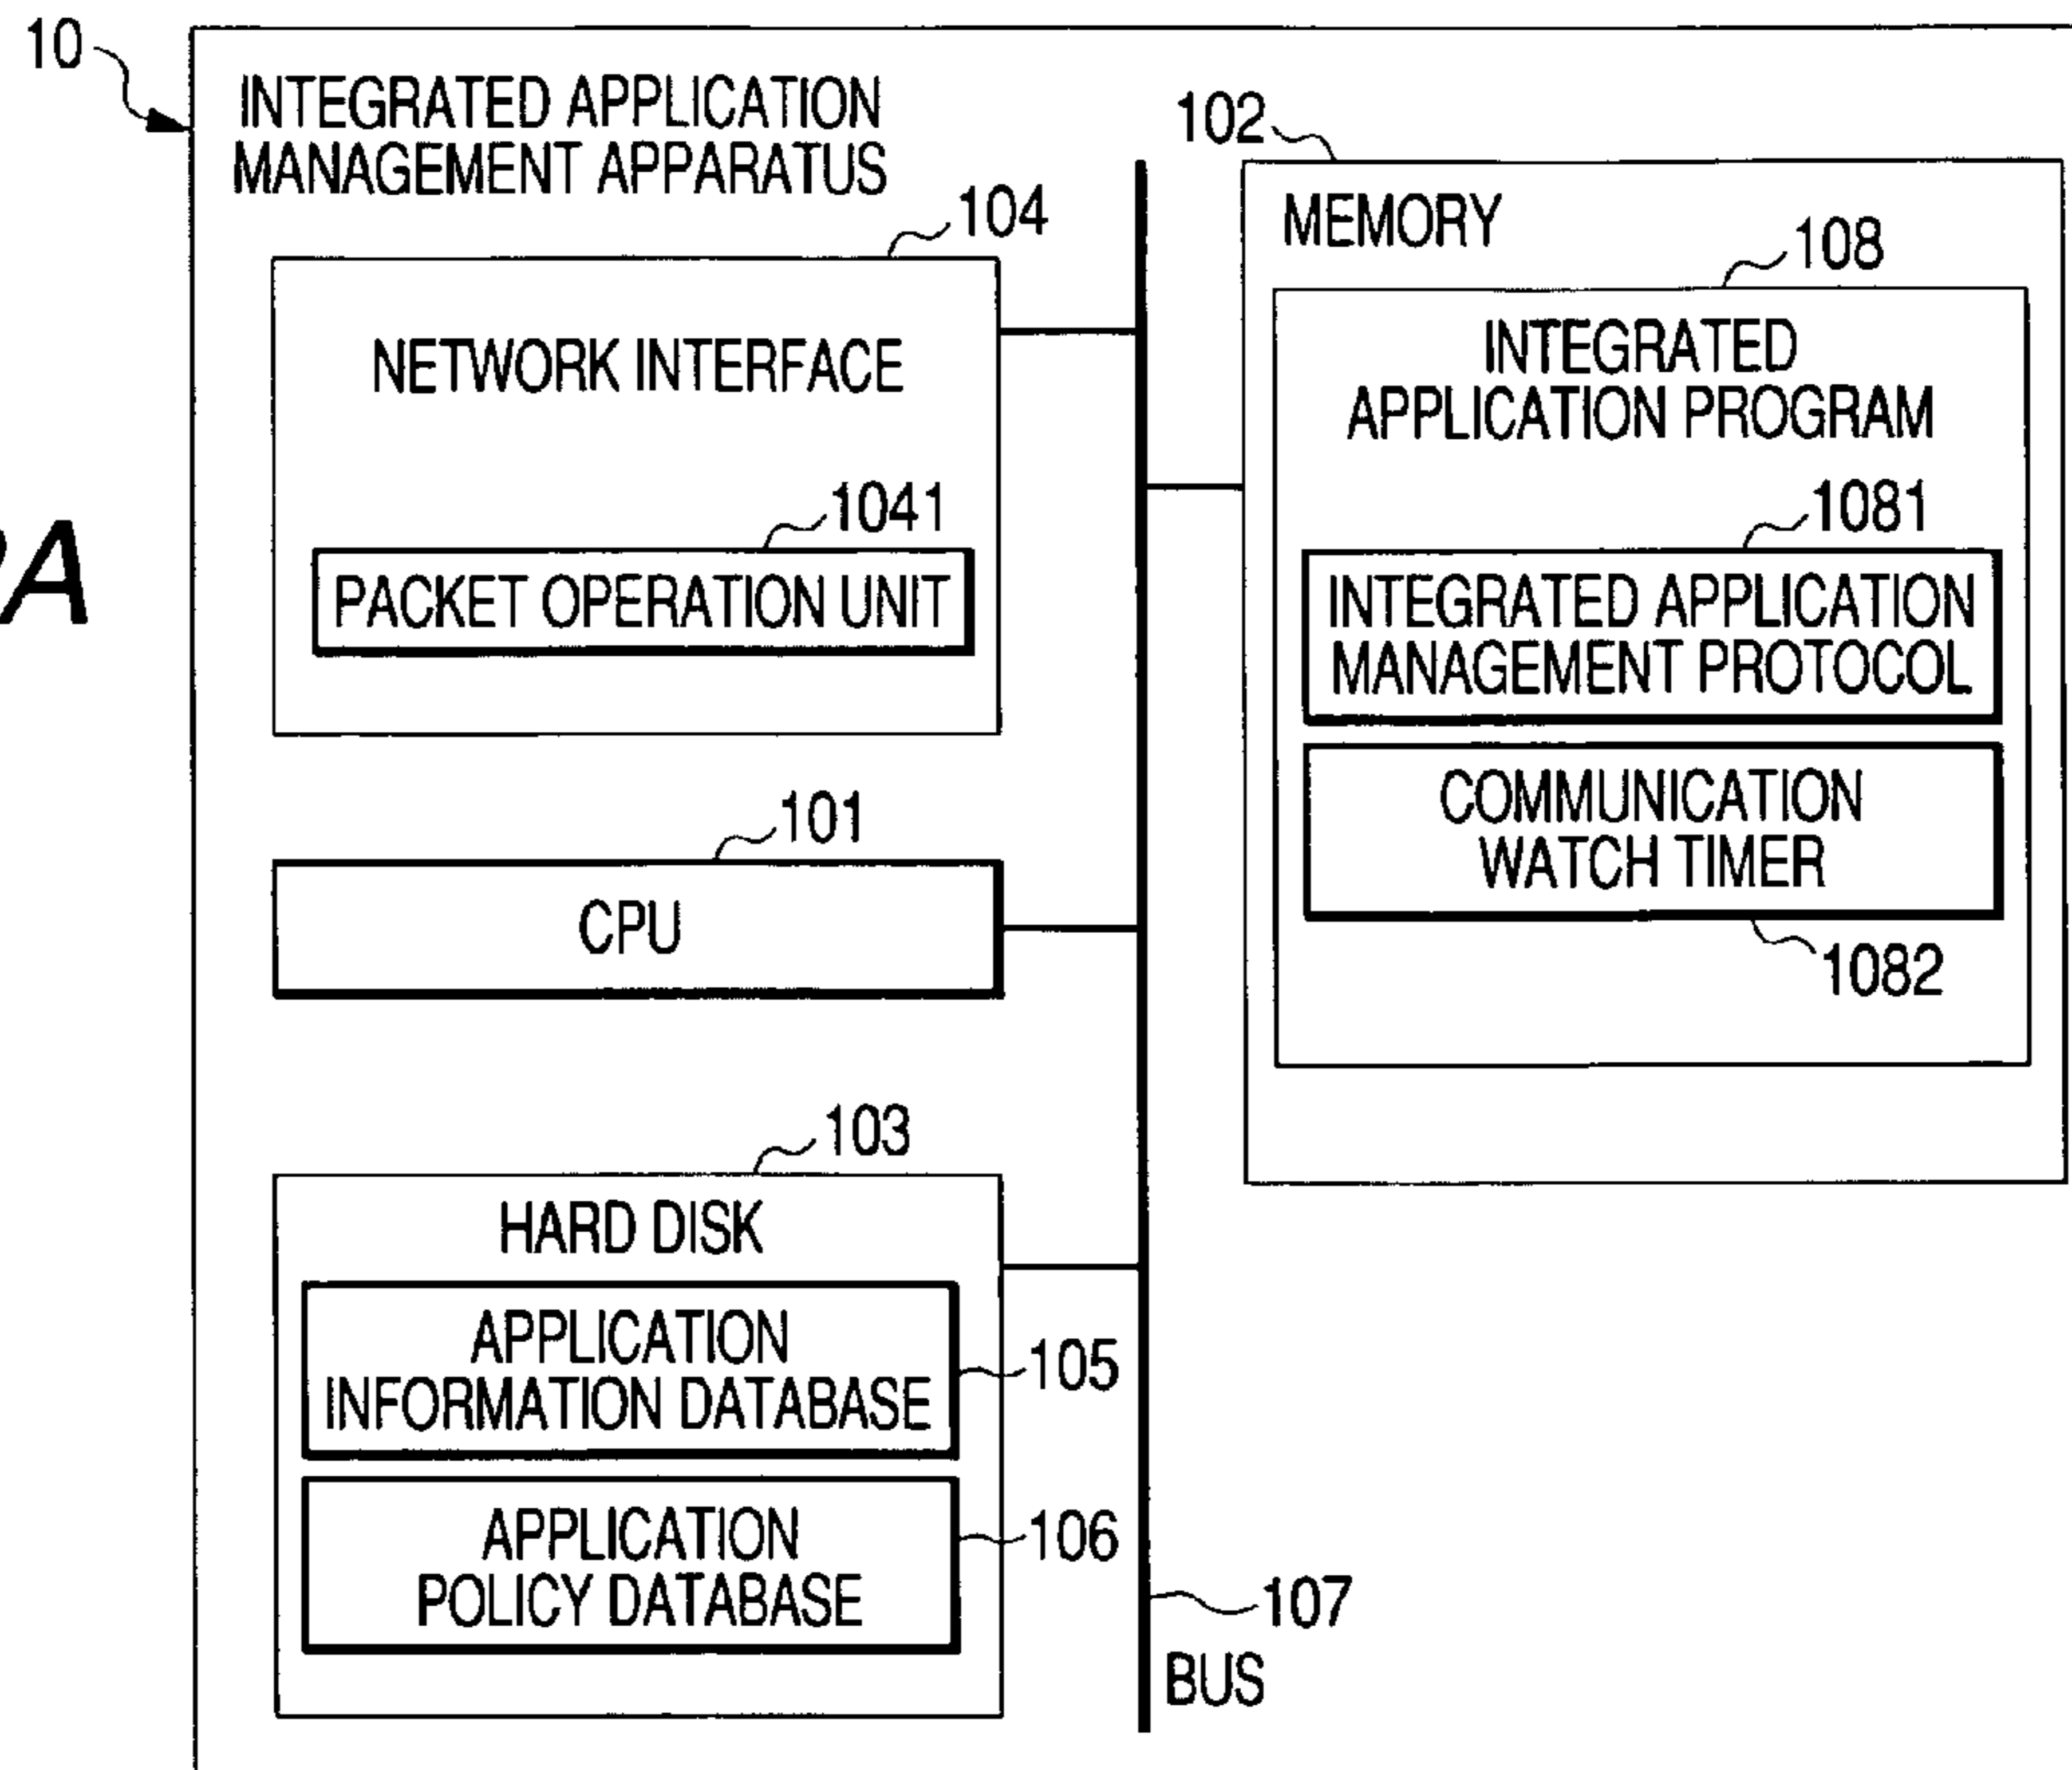 10
INTEGRATED APPLICATION
MANAGEMENT APPARATUS
104
NETWORK INTERFACE
1041
PACKET OPERATION UNIT
101
CPU
103
HARD DISK
APPLICATION
INFORMATION DATABASE
105
APPLICATION
POLICY DATABASE
106
107
BUS
102
MEMORY
108
INTEGRATED
APPLICATION PROGRAM
1081
INTEGRATED APPLICATION
MANAGEMENT PROTOCOL
COMMUNICATION
WATCH TIMER
1082